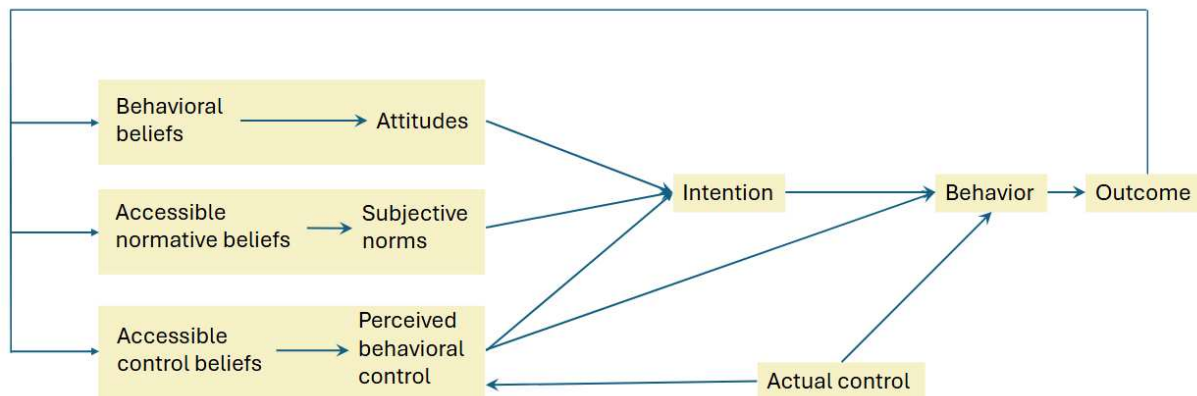 Behavioral
beliefs
Attitudes
Accessible
normative beliefs
Subjective
norms
Accessible
control beliefs
Perceived
behavioral
control
Intention
Behavior
Outcome
Actual control